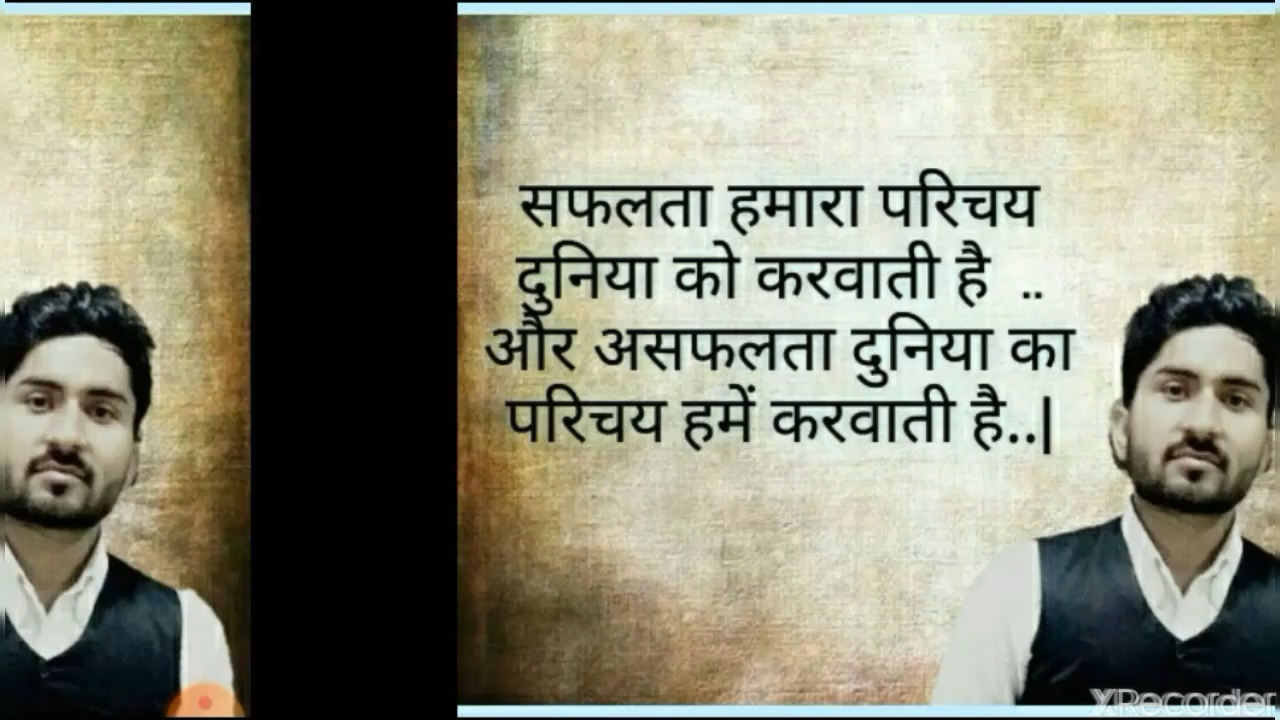 सफलता हमारा परिचय
दुनिया को करवाती है ..
और असफलता दुनिया का
परिचय हमें करवाती है..|
XRecorder